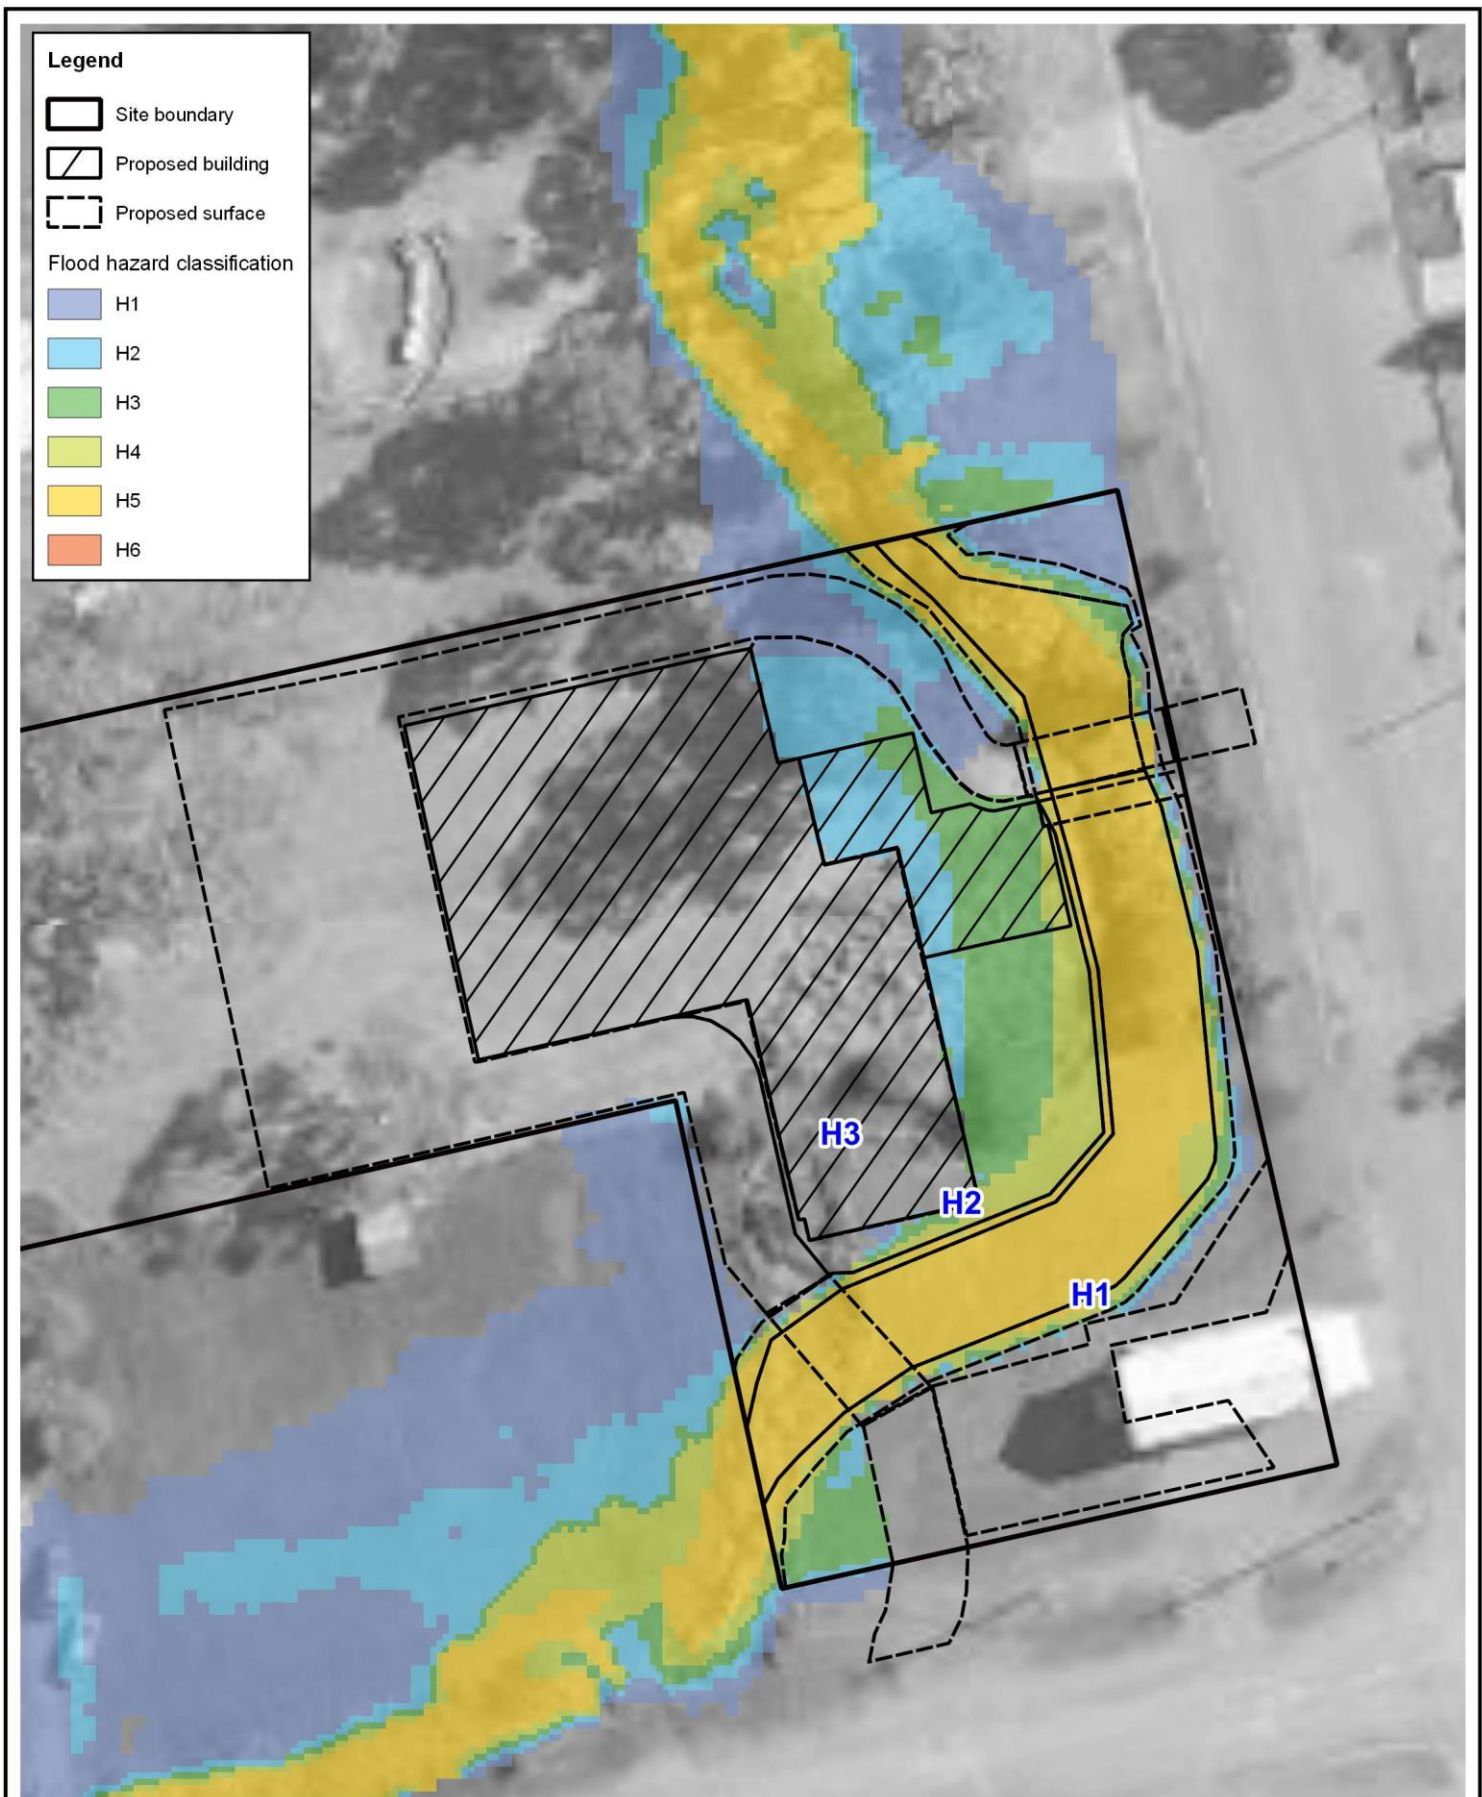 Legend
Site boundary
Proposed building
Proposed surface
Flood hazard classification
H1
H2
H3
H4
H5
H6
H3
H2
H1